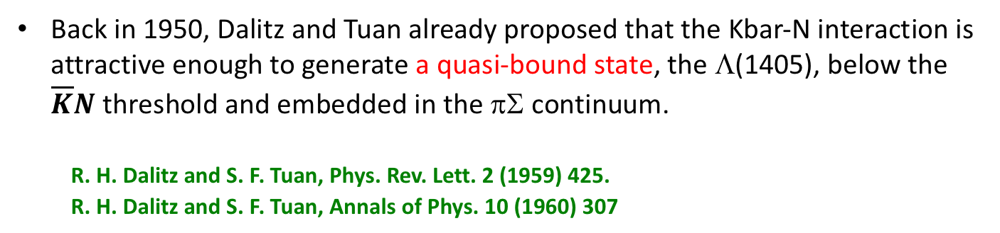 • Back in 1950, Dalitz and Tuan already proposed that the Kbar-N interaction is
attractive enough to generate a quasi-bound state, the Λ(1405), below the
K̅N threshold and embedded in the πΣ continuum.
R. H. Dalitz and S. F. Tuan, Phys. Rev. Lett. 2 (1959) 425.
R. H. Dalitz and S. F. Tuan, Annals of Phys. 10 (1960) 307